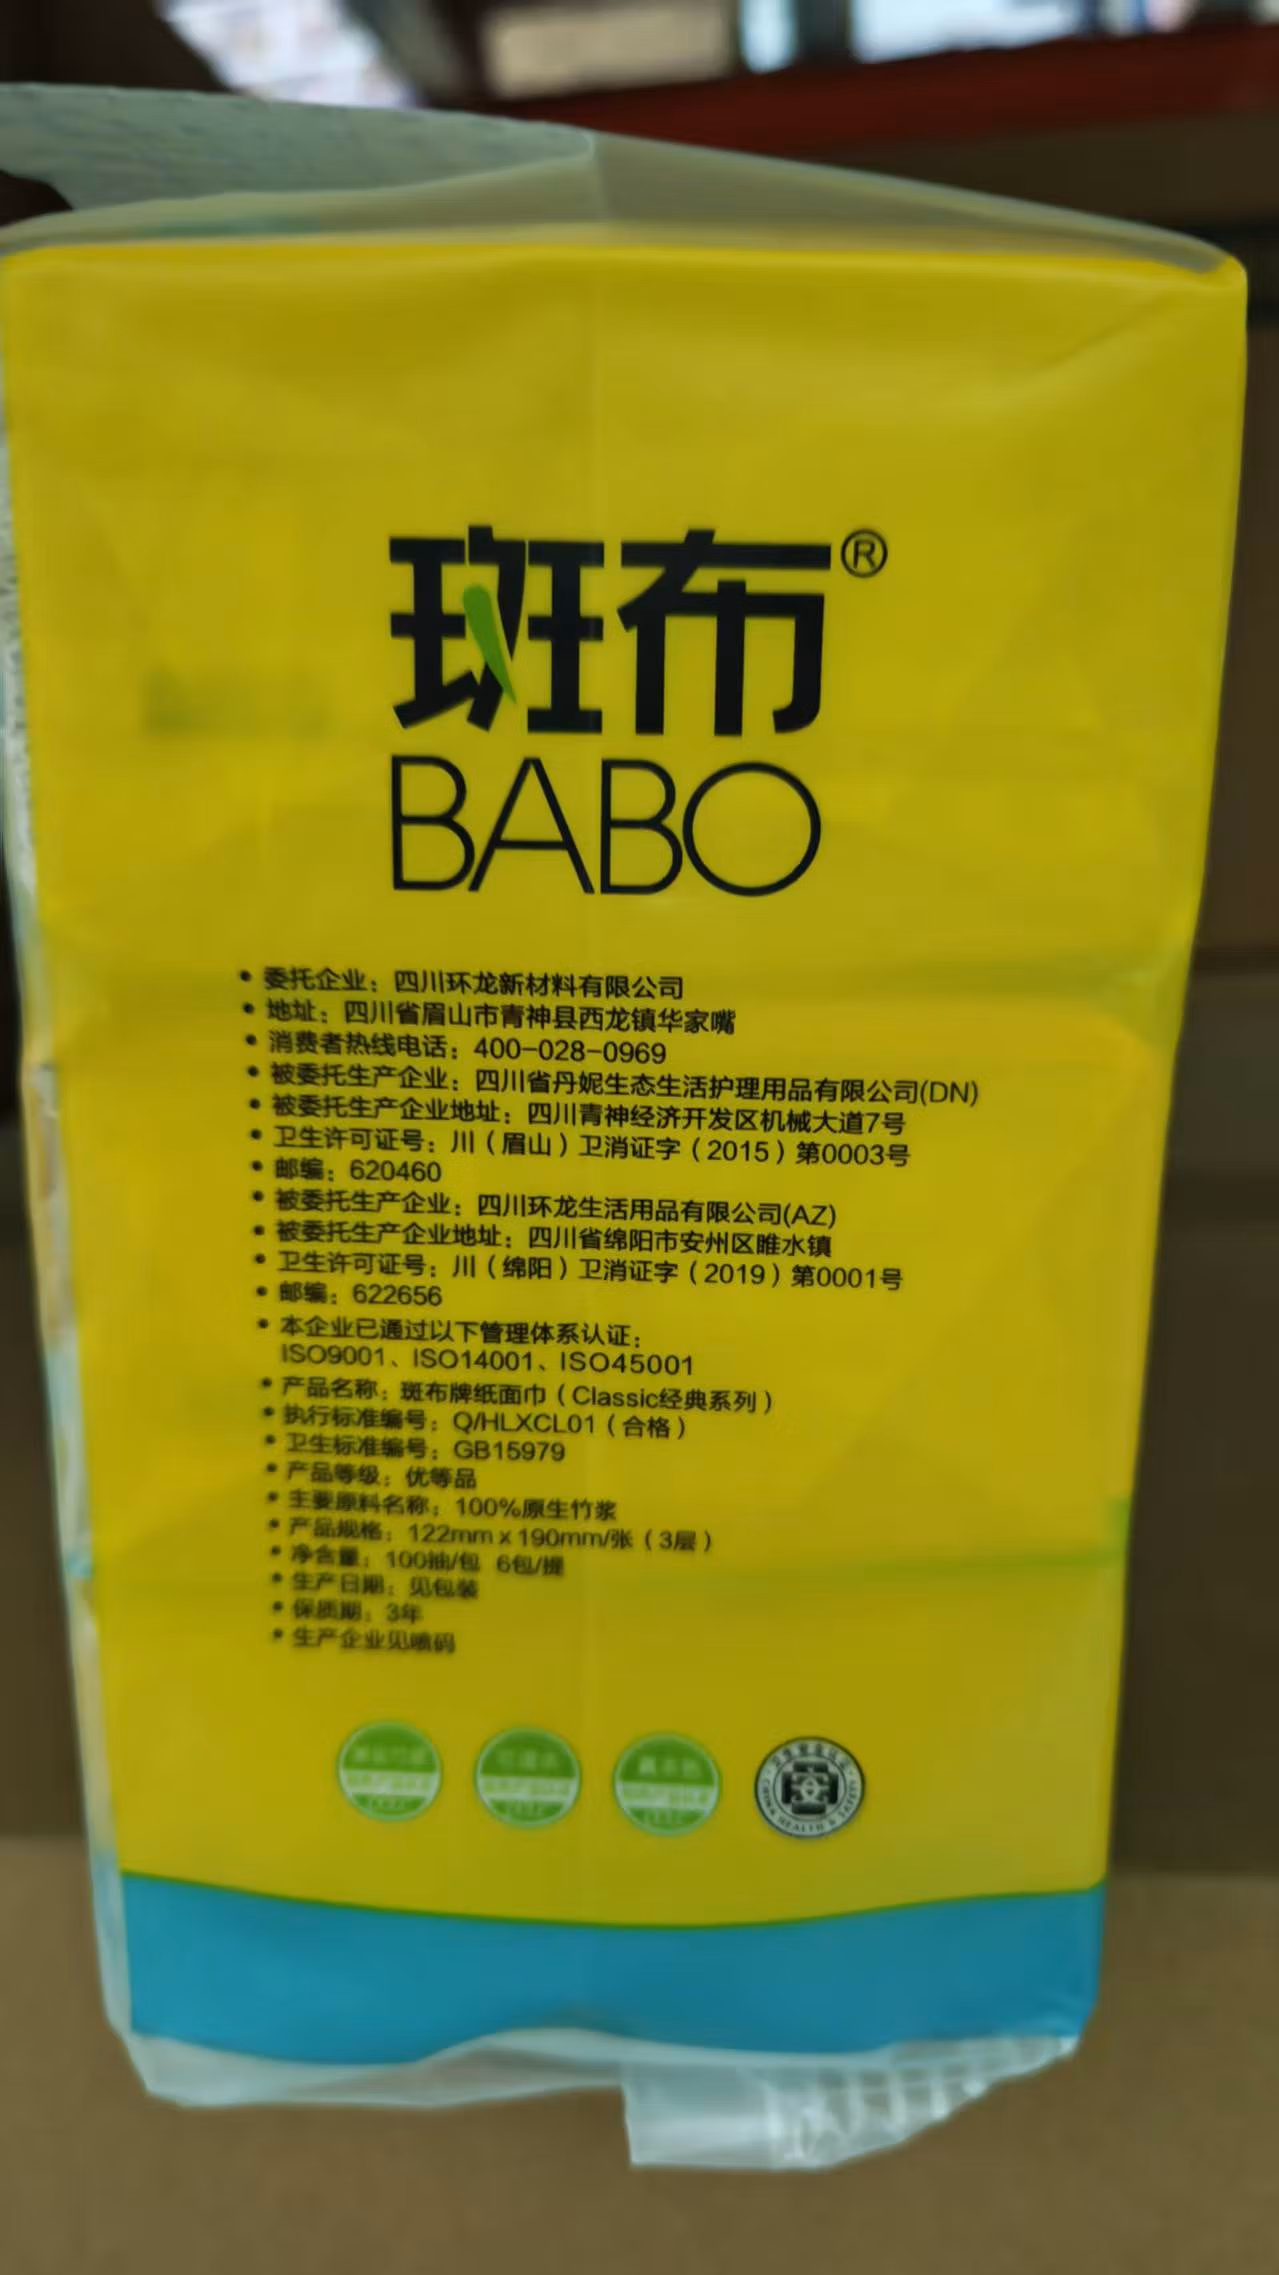 斑布®
BABO
• 委托企业：四川环龙新材料有限公司
• 地址：四川省眉山市青神县西龙镇华家嘴
• 消费者热线电话：400-028-0969
• 被委托生产企业：四川省丹妮生态生活护理用品有限公司(DN)
• 被委托生产企业地址：四川青神经济开发区机械大道7号
• 卫生许可证号：川（眉山）卫消证字（2015）第0003号
• 邮编：620460
• 被委托生产企业：四川环龙生活用品有限公司(AZ)
• 被委托生产企业地址：四川省绵阳市安州区雎水镇
• 卫生许可证号：川（绵阳）卫消证字（2019）第0001号
• 邮编：622656
• 本企业已通过以下管理体系认证：
ISO9001、ISO14001、ISO45001
• 产品名称：斑布牌纸面巾（Classic经典系列）
• 执行标准编号：Q/HLXCL01（合格）
• 卫生标准编号：GB15979
• 产品等级：优等品
• 主要原料名称：100%原生竹浆
• 产品规格：122mm x 190mm/张（3层）
• 净含量：100抽/包 6包/提
• 生产日期：见包装
• 保质期：3年
• 生产企业见喷码
CHINA HEALTH & SAFETY